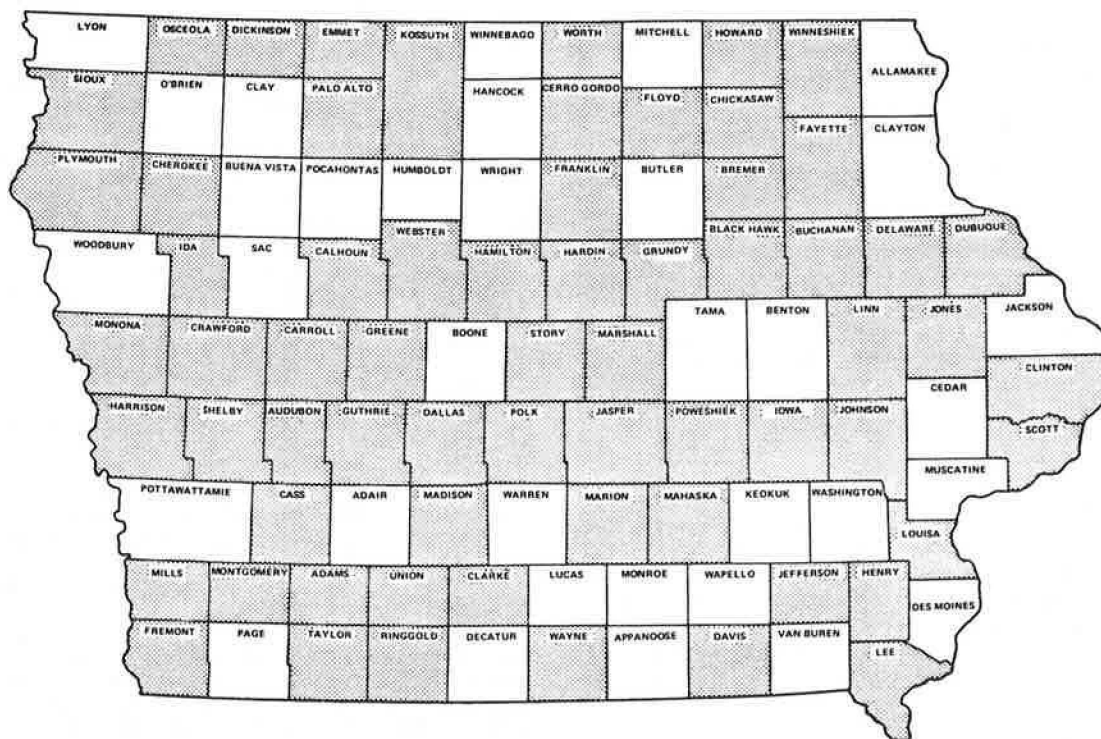 LYON
OSCEOLA
DICKINSON
EMMET
KOSSUTH
WINNEBAGO
WORTH
MITCHELL
HOWARD
WINNESHIEK
ALLAMAKEE
SIOUX
O'BRIEN
CLAY
PALO ALTO
HANCOCK
CERRO GORDO
FLOYD
CHICKASAW
FAYETTE
CLAYTON
PLYMOUTH
CHEROKEE
BUENA VISTA
POCAHONTAS
HUMBOLDT
WRIGHT
FRANKLIN
BUTLER
BREMER
WOODBURY
IDA
SAC
CALHOUN
WEBSTER
HAMILTON
HARDIN
GRUNDY
BLACK HAWK
BUCHANAN
DELAWARE
DUBUQUE
MONONA
CRAWFORD
CARROLL
GREENE
BOONE
STORY
MARSHALL
TAMA
BENTON
LINN
JONES
JACKSON
CLINTON
CEDAR
HARRISON
SHELBY
AUDUBON
GUTHRIE
DALLAS
POLK
JASPER
POWESHIEK
IOWA
JOHNSON
SCOTT
MUSCATINE
POTTAWATTAMIE
CASS
ADAIR
MADISON
WARREN
MARION
MAHASKA
KEOKUK
WASHINGTON
LOUISA
MILLS
MONTGOMERY
ADAMS
UNION
CLARKE
LUCAS
MONROE
WAPELLO
JEFFERSON
HENRY
DES MOINES
FREMONT
PAGE
TAYLOR
RINGGOLD
DECATUR
WAYNE
APPANOOSE
DAVIS
VAN BUREN
LEE